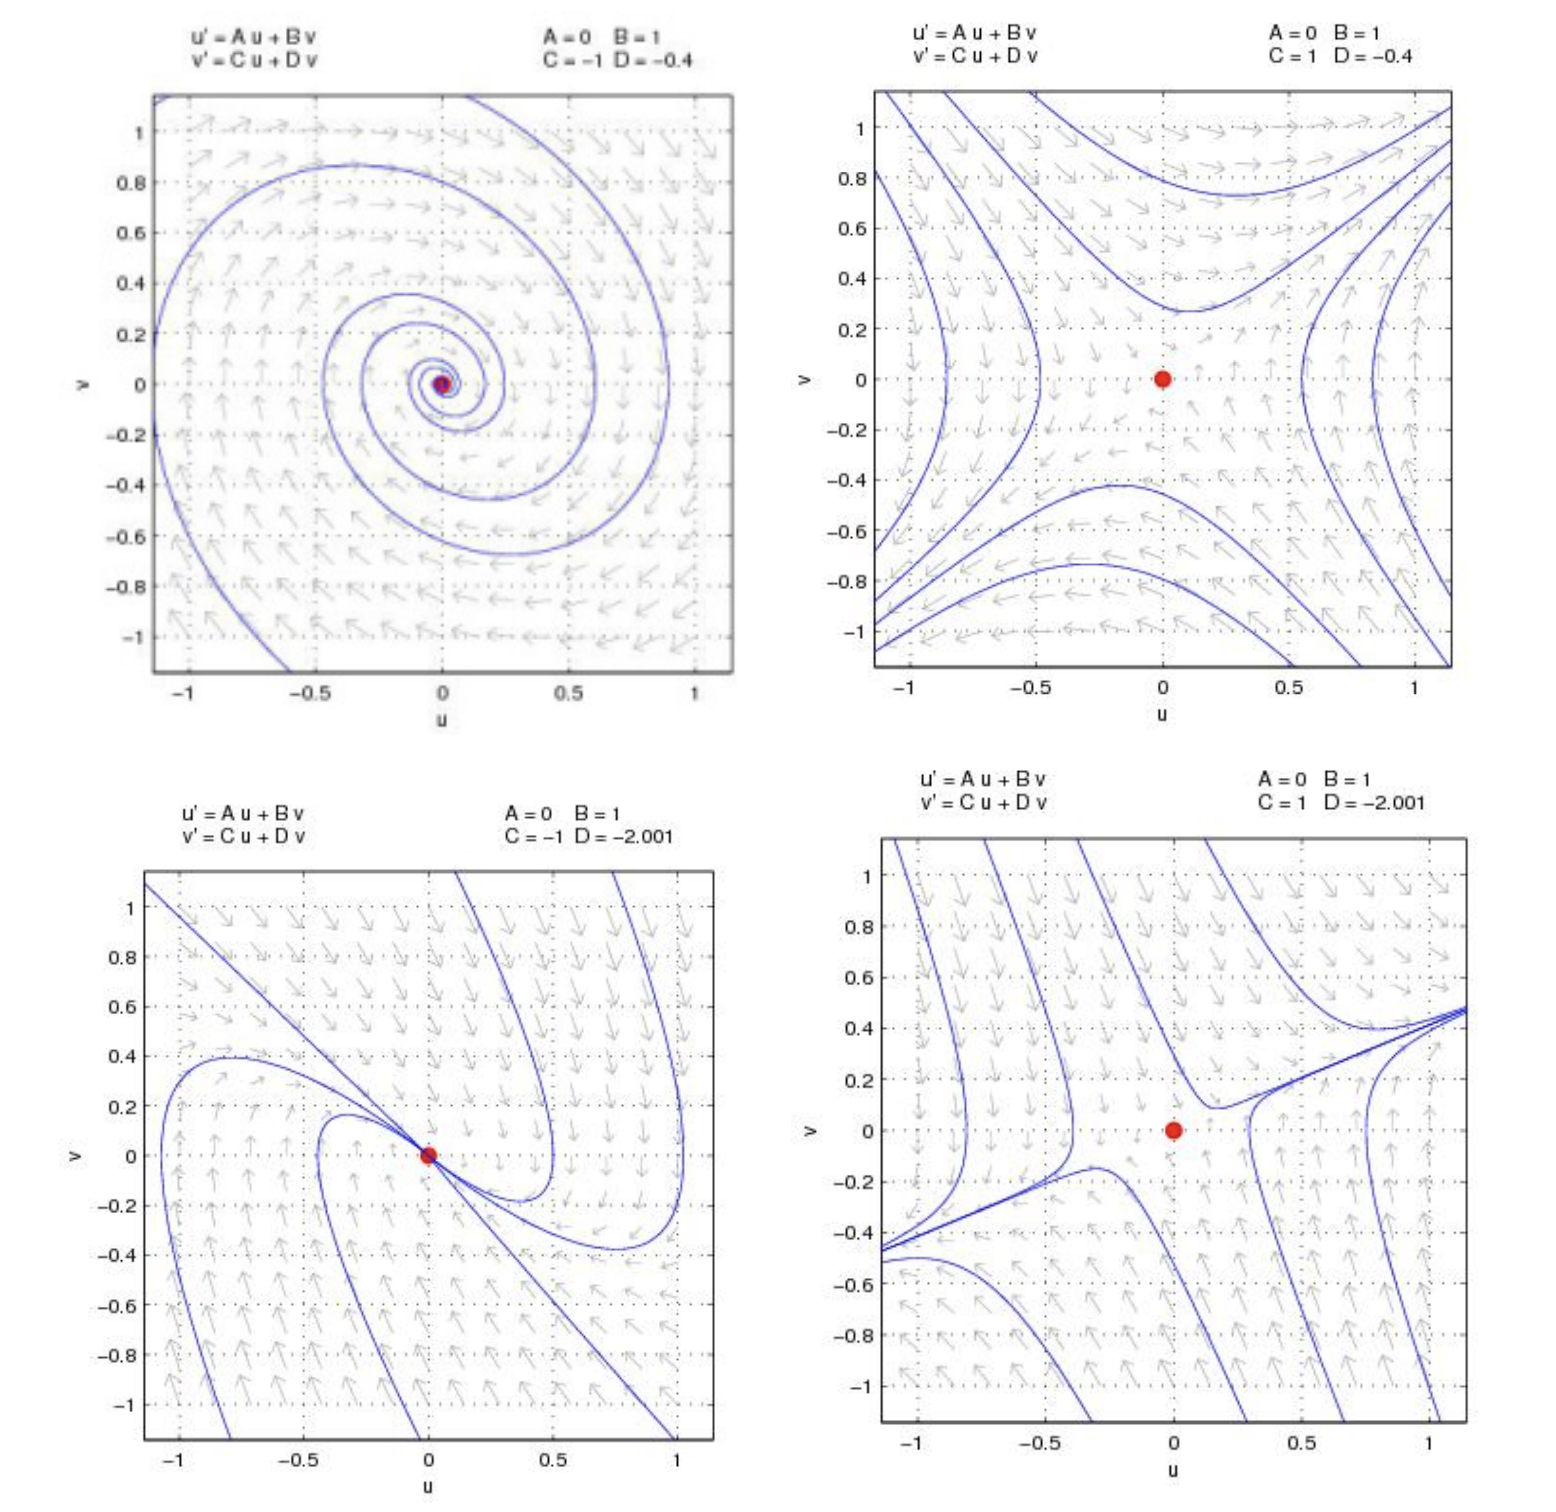 u' = A u + B v
v' = C u + D v
A = 0 B = 1
C = −1 D = −0.4
1
0.8
0.6
0.4
0.2
0
−0.2
−0.4
−0.6
−0.8
−1
v
−1 −0.5 0 0.5 1
u
u' = A u + B v
v' = C u + D v
A = 0 B = 1
C = 1 D = −0.4
1
0.8
0.6
0.4
0.2
0
−0.2
−0.4
−0.6
−0.8
−1
v
−1 −0.5 0 0.5 1
u
u' = A u + B v
v' = C u + D v
A = 0 B = 1
C = −1 D = −2.001
1
0.8
0.6
0.4
0.2
0
−0.2
−0.4
−0.6
−0.8
−1
v
−1 −0.5 0 0.5 1
u
u' = A u + B v
v' = C u + D v
A = 0 B = 1
C = 1 D = −2.001
1
0.8
0.6
0.4
0.2
0
−0.2
−0.4
−0.6
−0.8
−1
v
−1 −0.5 0 0.5 1
u